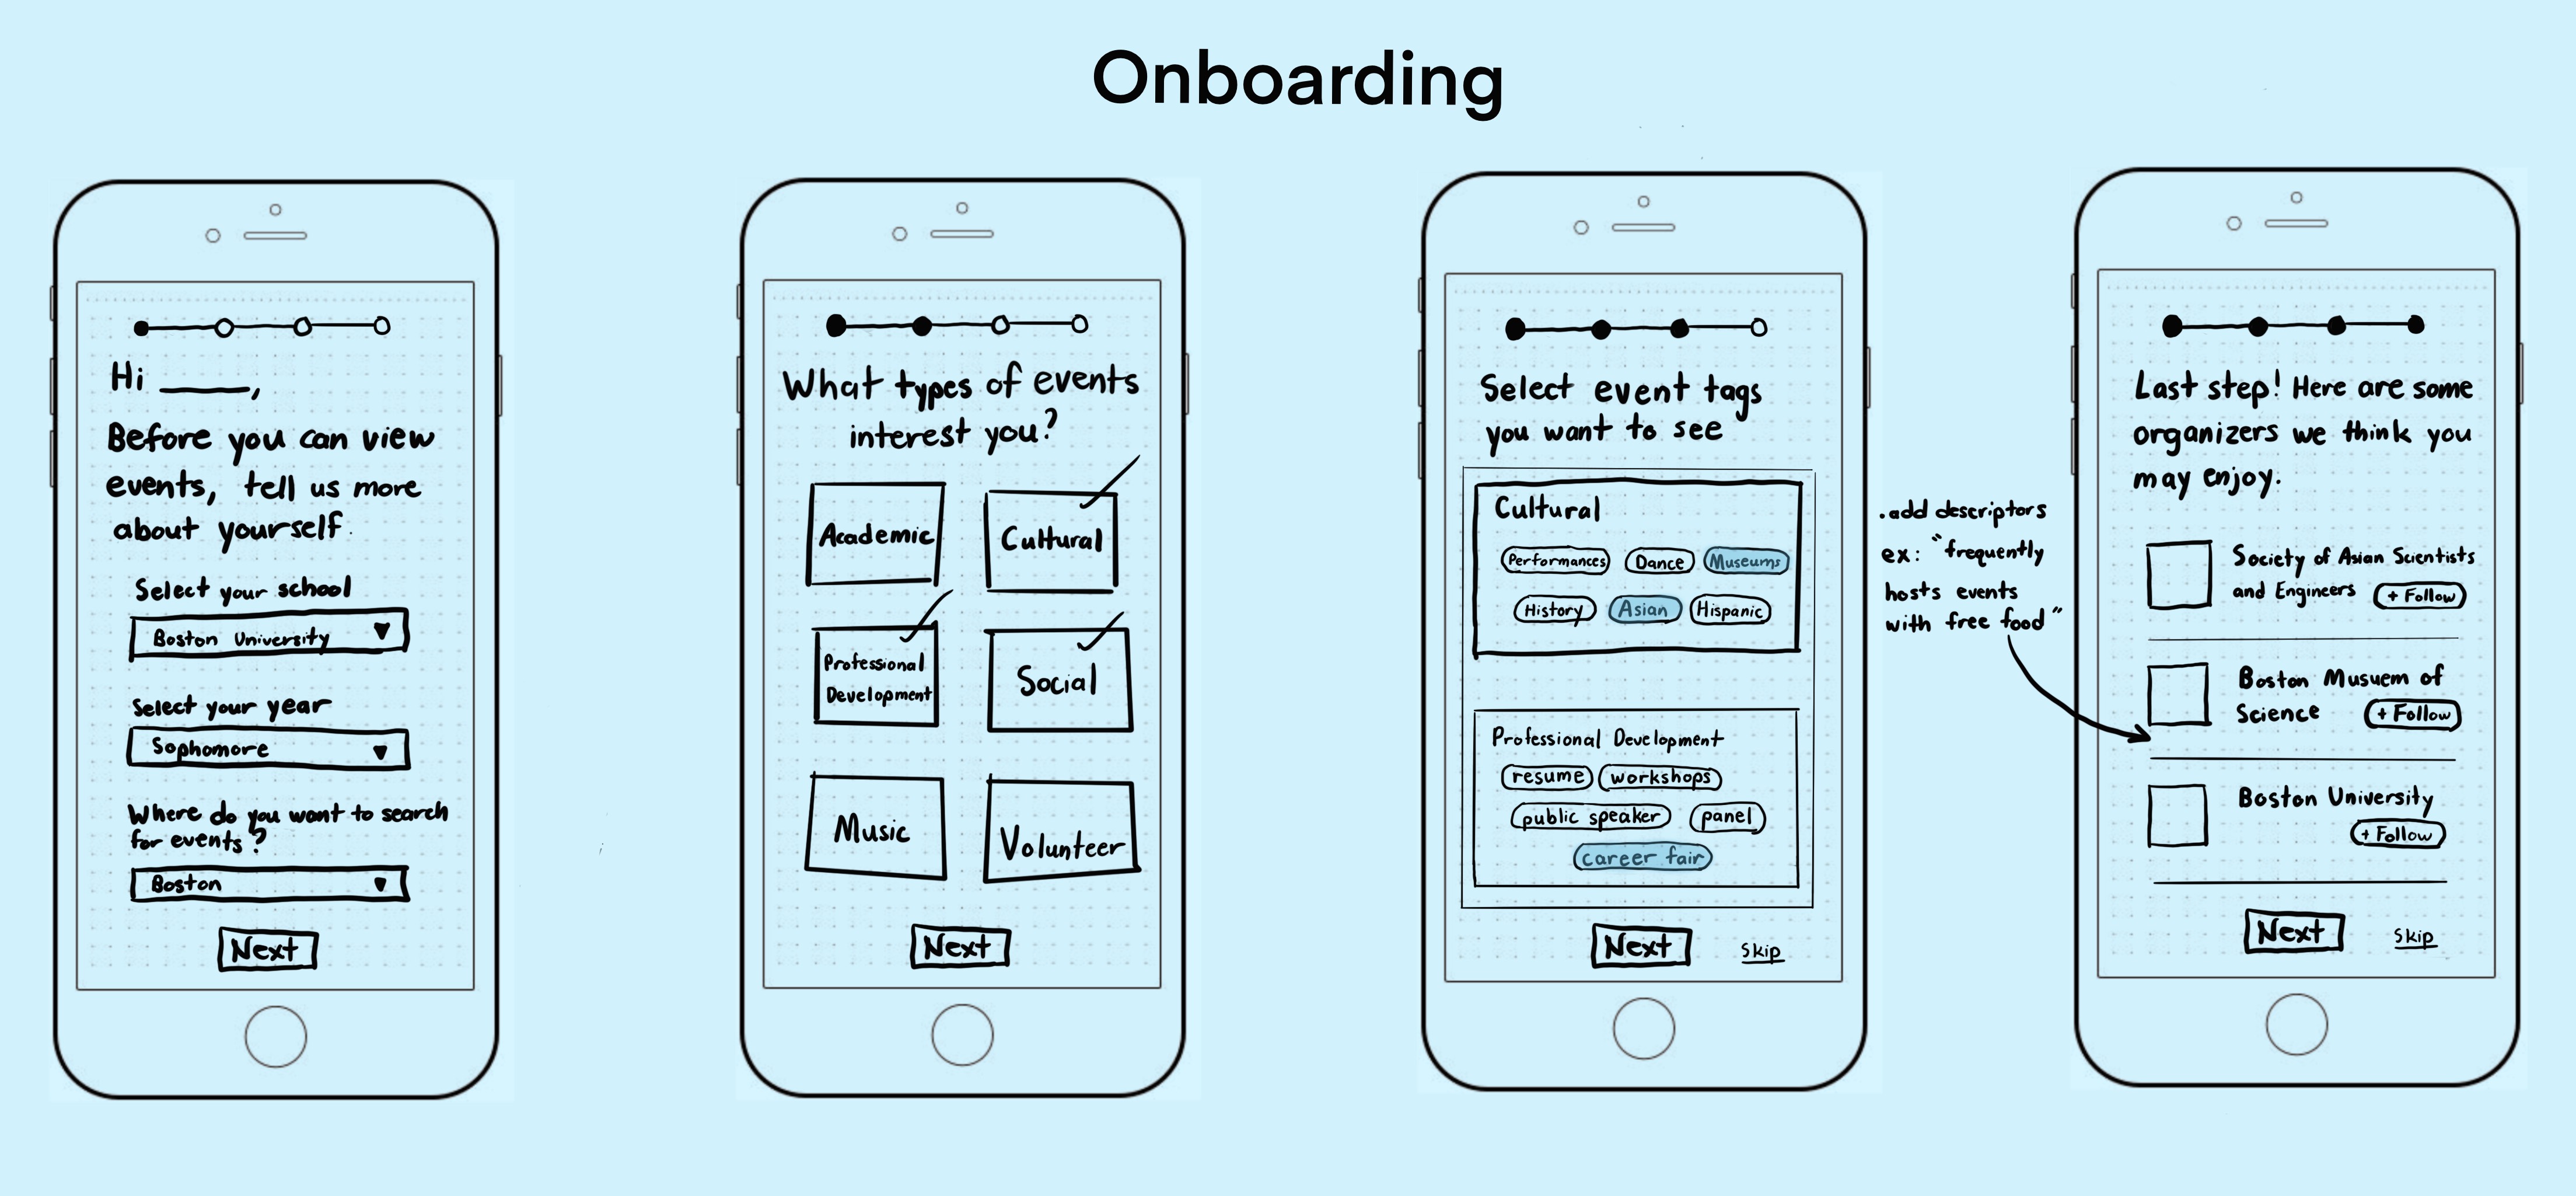 Onboarding
Hi ____,
Before you can view
events, tell us more
about yourself.
Select your school
Boston University
Select your year
Sophomore
Where do you want to search
for events?
Boston
Next
What types of events
interest you?
Academic
Cultural
Professional
Development
Social
Music
Volunteer
Next
Select event tags
you want to see
Cultural
Performances Dance Museums
History Asian Hispanic
Professional Development
resume workshops
public speaker panel
career fair
Next Skip
.add descriptors
ex: "frequently
hosts events
with free food"
Last step! Here are some
organizers we think you
may enjoy.
Society of Asian Scientists
and Engineers + Follow
Boston Musuem of
Science + Follow
Boston University
+ Follow
Next Skip